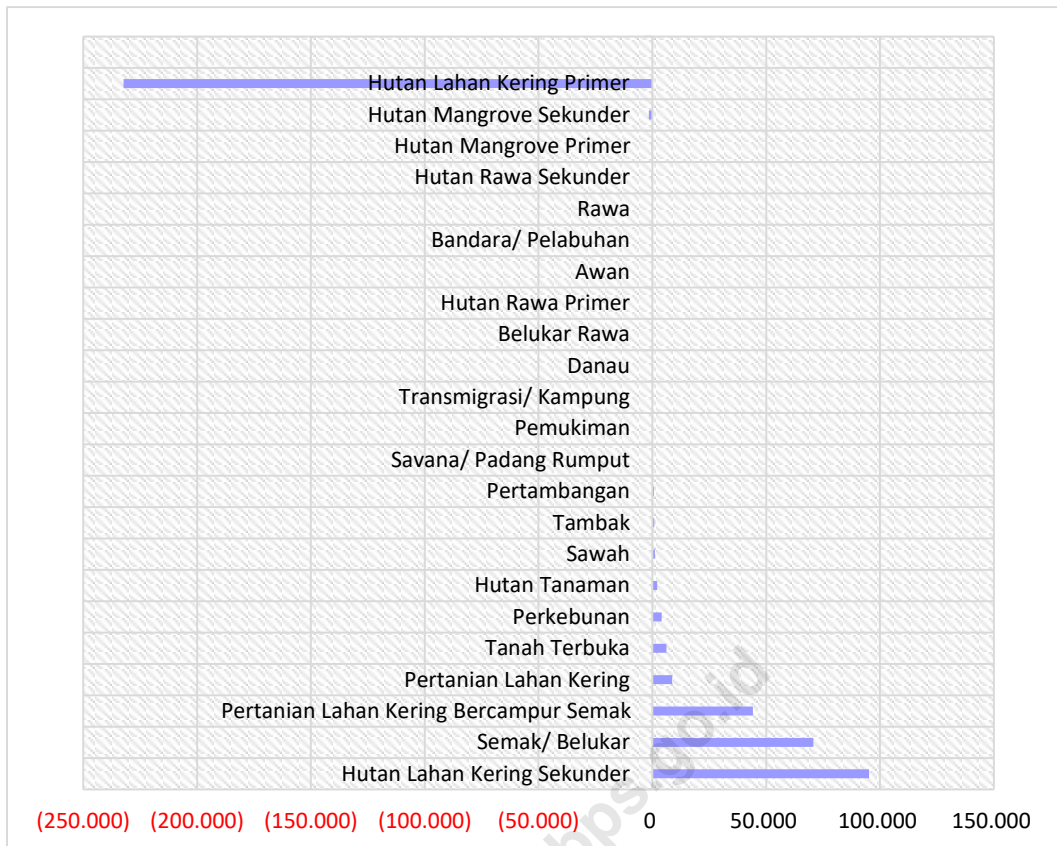 Hutan Lahan Kering Primer
Hutan Mangrove Sekunder
Hutan Mangrove Primer
Hutan Rawa Sekunder
Rawa
Bandara/ Pelabuhan
Awan
Hutan Rawa Primer
Belukar Rawa
Danau
Transmigrasi/ Kampung
Pemukiman
Savana/ Padang Rumput
Pertambangan
Tambak
Sawah
Hutan Tanaman
Perkebunan
Tanah Terbuka
Pertanian Lahan Kering
Pertanian Lahan Kering Bercampur Semak
Semak/ Belukar
Hutan Lahan Kering Sekunder
(250.000) (200.000) (150.000) (100.000) (50.000) 0 50.000 100.000 150.000
bps.go.id